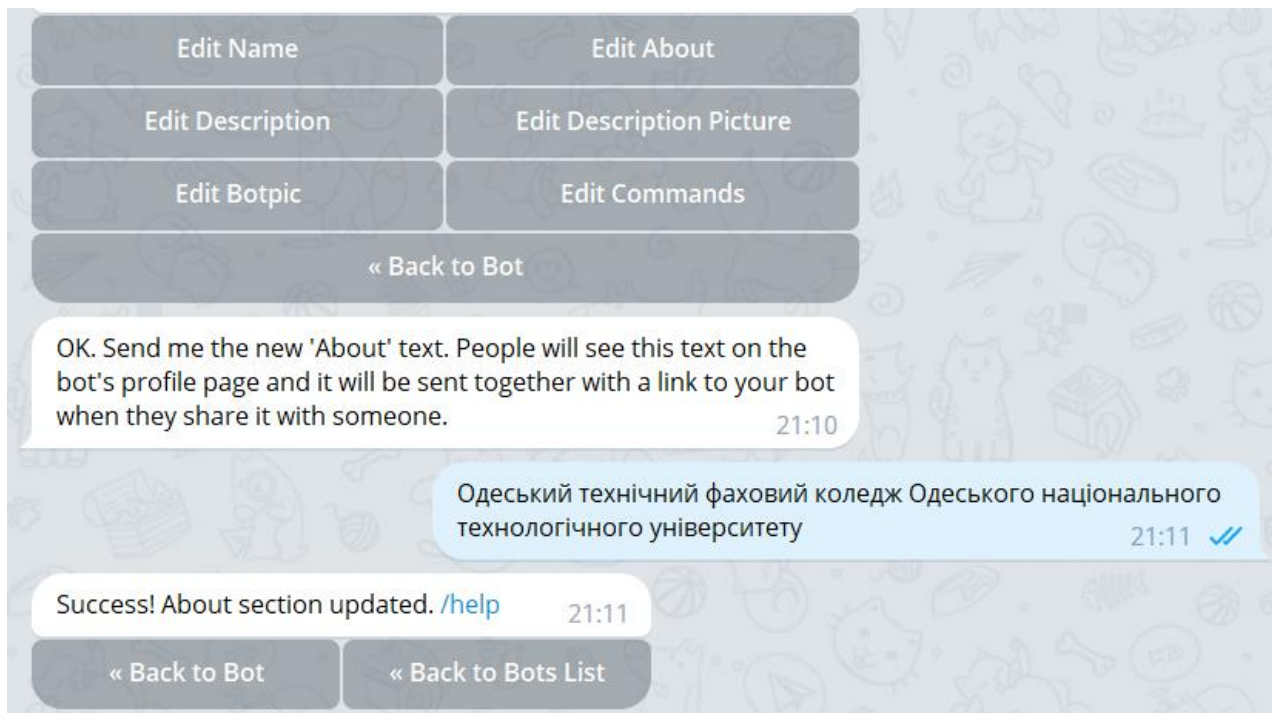 Edit Name
Edit About
Edit Description
Edit Description Picture
Edit Botpic
Edit Commands
« Back to Bot
OK. Send me the new 'About' text. People will see this text on the
bot's profile page and it will be sent together with a link to your bot
when they share it with someone.
21:10
Одеський технічний фаховий коледж Одеського національного
технологічного університету
21:11
Success! About section updated. /help
21:11
« Back to Bot
« Back to Bots List